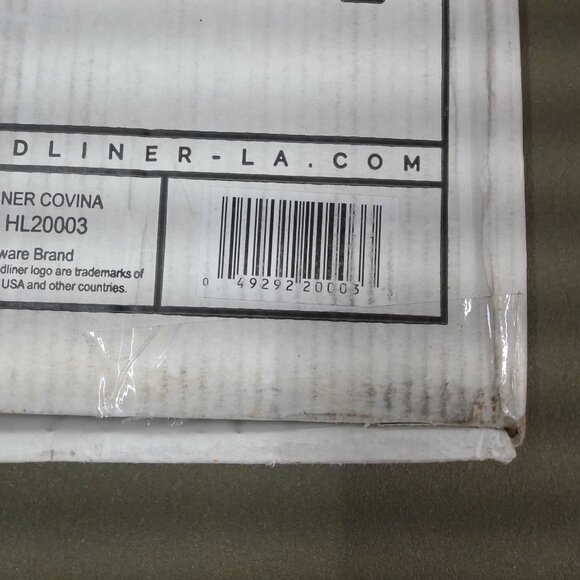 DLINER-LA.COM
NER COVINA
HL20003
ware Brand
dliner logo are trademarks of
USA and other countries.
0 49292 20003 3